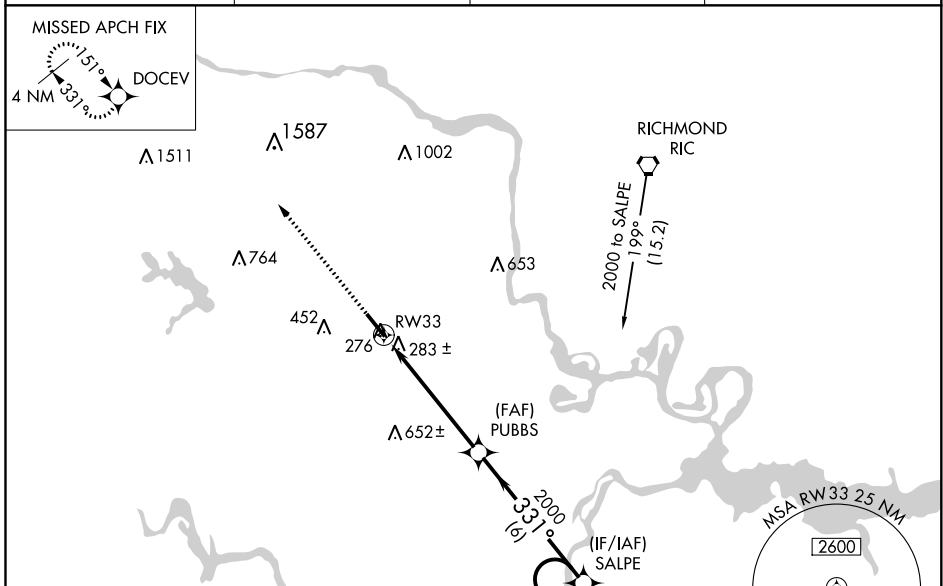 MISSED APCH FIX
151°
DOCEV
4 NM
331°
1587
1511
1002
RICHMOND
RIC
2000 to SALPE
199°
(15.2)
764
653
452
RW33
276
283 ±
(FAF)
PUBBS
652 ±
2000
331°
(6)
(IF/IAF)
SALPE
MSA RW33 25 NM
2600